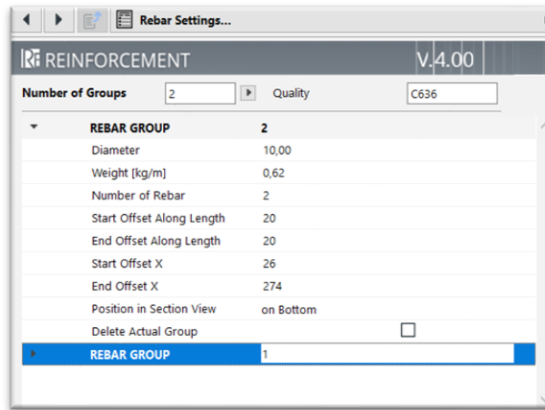 Rebar Settings...
REINFORCEMENT V.4.00
Number of Groups 2 Quality C636
REBAR GROUP 2
Diameter 10,00
Weight [kg/m] 0,62
Number of Rebar 2
Start Offset Along Length 20
End Offset Along Length 20
Start Offset X 26
End Offset X 274
Position in Section View on Bottom
Delete Actual Group
REBAR GROUP 1